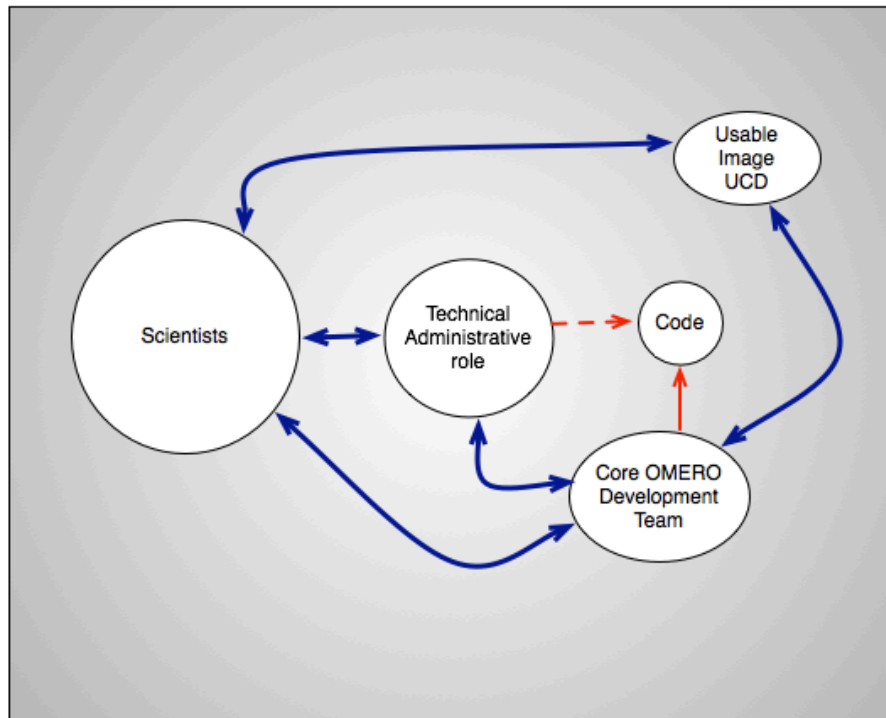 Usable
Image
UCD
Scientists
Technical
Administrative
role
Code
Core OMERO
Development
Team